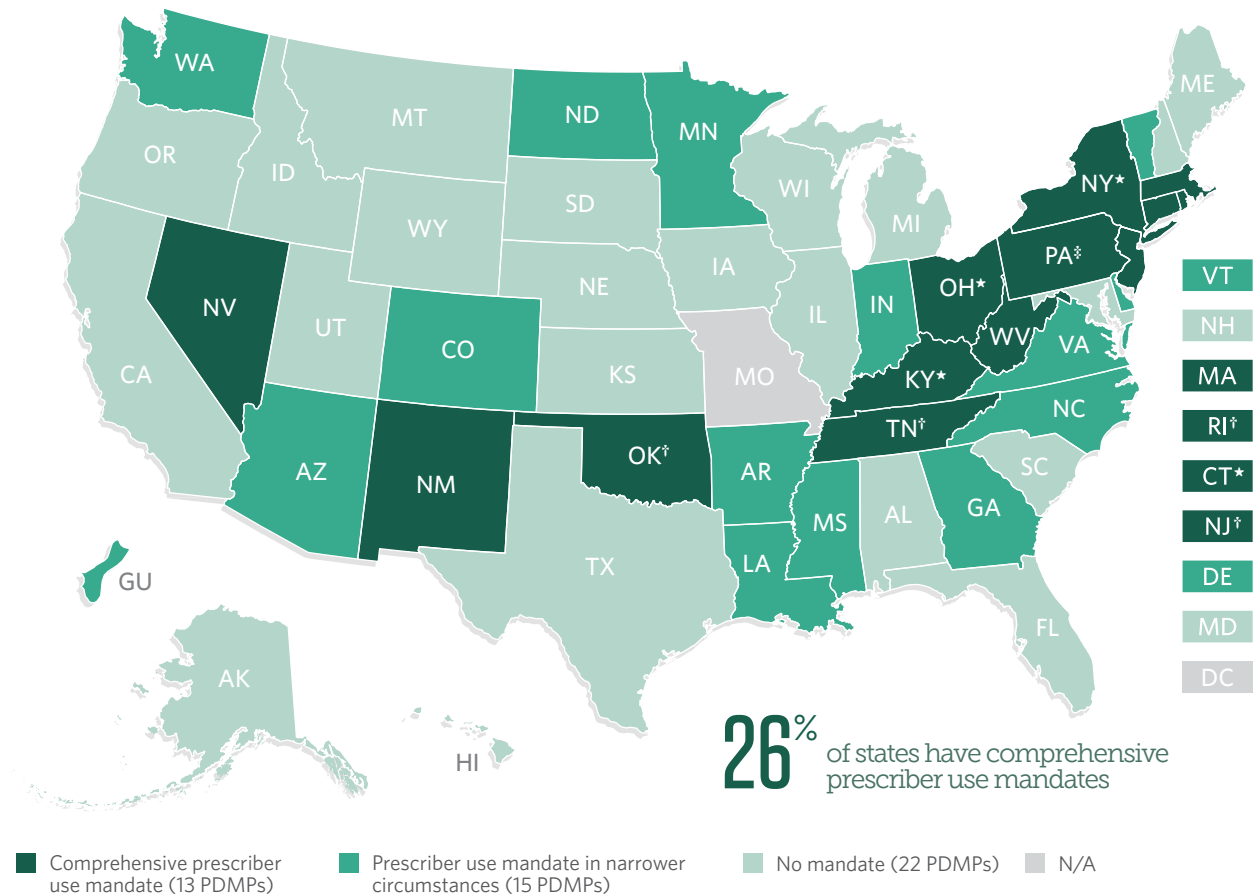 WA
MT
ND
MN
ME
OR
ID
SD
WI
NY★
MI
WY
IA
PA‡
NE
OH★
NV
IL
IN
UT
CO
WV
VA
CA
KS
MO
KY★
NC
TN†
OK†
AZ
NM
AR
SC
MS
AL
GA
TX
LA
GU
FL
AK
HI
VT
NH
MA
RI†
CT★
NJ†
DE
MD
DC
26%
of states have comprehensive
prescriber use mandates
Comprehensive prescriber
use mandate (13 PDMPs)
Prescriber use mandate in narrower
circumstances (15 PDMPs)
No mandate (22 PDMPs)
N/A